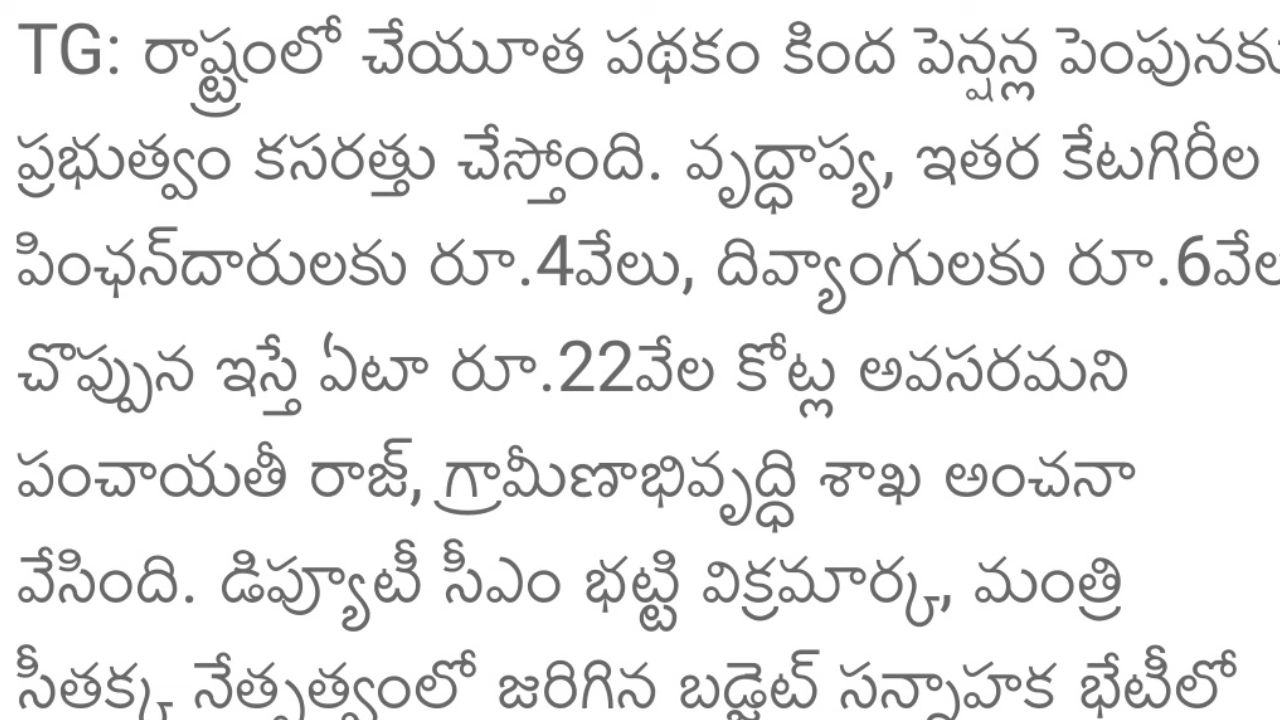 TG: రాష్ట్రంలో చేయూత పథకం కింద పెన్షన్ల పెంపునకు
ప్రభుత్వం కసరత్తు చేస్తోంది. వృద్ధాప్య, ఇతర కేటగిరీల
పింఛన్‌దారులకు రూ.4వేలు, దివ్యాంగులకు రూ.6వేల
చొప్పున ఇస్తే ఏటా రూ.22వేల కోట్ల అవసరమని
పంచాయతీ రాజ్, గ్రామీణాభివృద్ధి శాఖ అంచనా
వేసింది. డిప్యూటీ సీఎం భట్టి విక్రమార్క, మంత్రి
సీతక్క నేతృత్వంలో జరిగిన బడ్జెట్ సన్నాహక భేటీలో